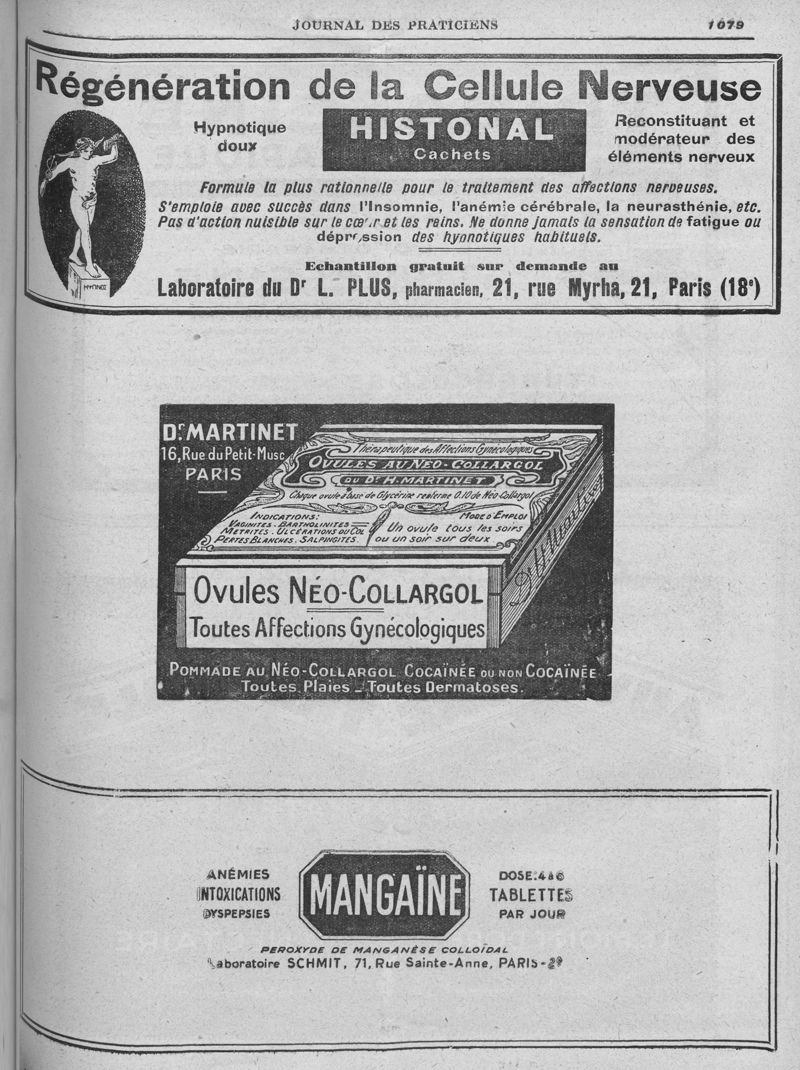 JOURNAL DES PRATICIENS 1079
Régénération de la Cellule Nerveuse
Hypnotique
doux
HISTONAL
Cachets
Reconstituant et
modérateur des
éléments nerveux
Formule la plus rationnelle pour le traitement des affections nerveuses.
S'emploie avec succès dans l'Insomnie, l'anémie cérébrale, la neurasthénie, etc.
Pas d'action nuisible sur le cœur et les reins. Ne donne jamais la sensation de fatigue ou
dépression des hypnotiques habituels.
ΥΠΝΟΣ
Echantillon gratuit sur demande au
Laboratoire du Dr L. PLUS, pharmacien, 21, rue Myrha, 21, Paris (18e)
Dr. MARTINET
16, Rue du Petit-Musc
PARIS
Thérapeutique des Affections Gynécologiques
OVULES AU NÉO-COLLARGOL
DU DR H. MARTINET
Chaque ovule à base de Glycérine renferme 0.10 de Néo-Collargol
INDICATIONS:
VAGINITES - BARTHOLINITES
MÉTRITES - ULCÉRATIONS DU COL
PERTES BLANCHES, SALPINGITES.
MODE D'EMPLOI
Un ovule tous les soirs
ou un soir sur deux
Dr H. Martinet
Ovules NÉO-COLLARGOL
Toutes Affections Gynécologiques
POMMADE AU NÉO-COLLARGOL COCAÏNÉE OU NON COCAÏNÉE
Toutes Plaies - Toutes Dermatoses.
ANÉMIES
INTOXICATIONS
DYSPEPSIES
MANGAÏNE
DOSE: 4 à 6
TABLETTES
PAR JOUR
PEROXYDE DE MANGANÈSE COLLOÏDAL
Laboratoire SCHMIT, 71, Rue Sainte-Anne, PARIS-2e